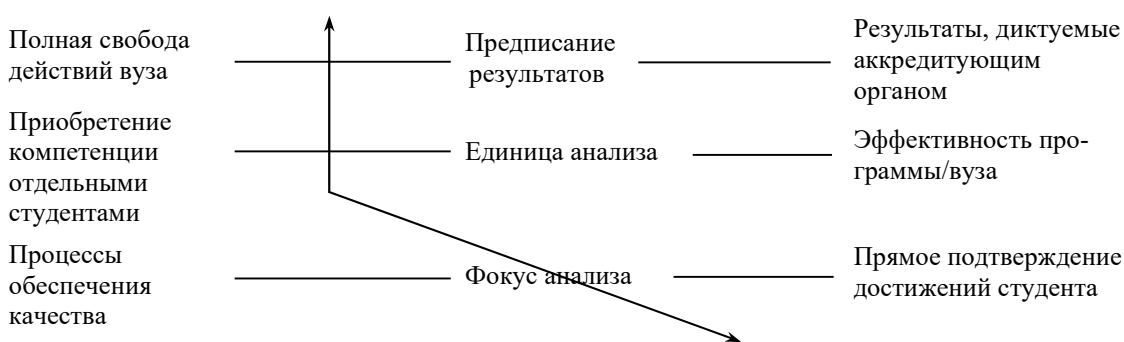 Полная свобода
действий вуза
Предписание
результатов
Результаты, диктуемые
аккредитующим
органом
Приобретение
компетенции
отдельными
студентами
Единица анализа
Эффективность про-
граммы/вуза
Процессы
обеспечения
качества
Фокус анализа
Прямое подтверждение
достижений студента